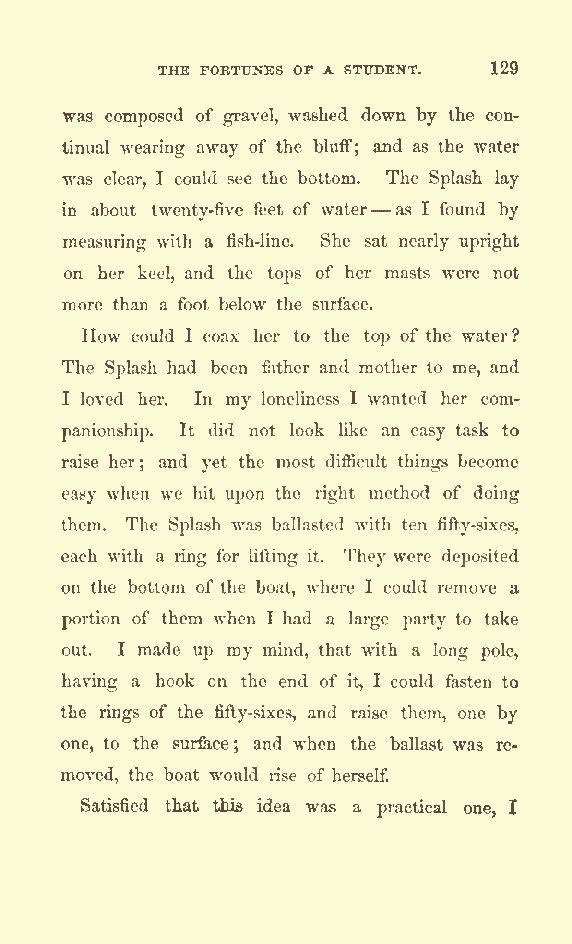 THE FORTUNES OF A STUDENT. 129
was composed of gravel, washed down by the con-
tinual wearing away of the bluff; and as the water
was clear, I could see the bottom. The Splash lay
in about twenty-five feet of water — as I found by
measuring with a fish-line. She sat nearly upright
on her keel, and the tops of her masts were not
more than a foot below the surface.
How could I coax her to the top of the water?
The Splash had been father and mother to me, and
I loved her. In my loneliness I wanted her com-
panionship. It did not look like an easy task to
raise her; and yet the most difficult things become
easy when we hit upon the right method of doing
them. The Splash was ballasted with ten fifty-sixes,
each with a ring for lifting it. They were deposited
on the bottom of the boat, where I could remove a
portion of them when I had a large party to take
out. I made up my mind, that with a long pole,
having a hook on the end of it, I could fasten to
the rings of the fifty-sixes, and raise them, one by
one, to the surface; and when the ballast was re-
moved, the boat would rise of herself.
Satisfied that this idea was a practical one, I